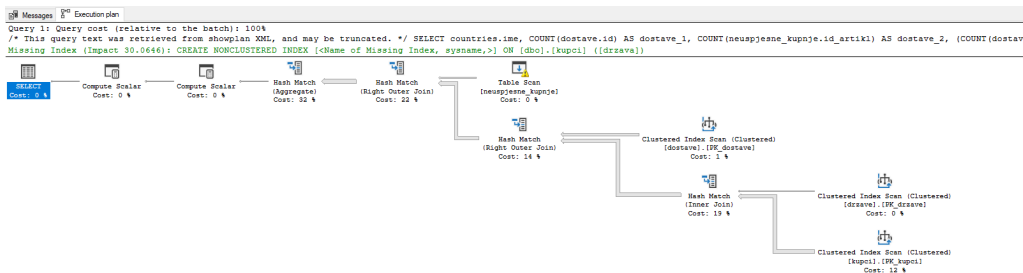 Messages Execution plan
Query 1: Query cost (relative to the batch): 100%
/* This query text was retrieved from showplan XML, and may be truncated. */ SELECT countries.ime, COUNT(dostave.id) AS dostave_1, COUNT(neuspjesne_kupnje.id_artikl) AS dostave_2, (COUNT(dostav
Missing Index (Impact 30.0646): CREATE NONCLUSTERED INDEX [<Name of Missing Index, sysname,>] ON [dbo].[kupci] ([drzava])
SELECT
Cost: 0 %
Compute Scalar
Cost: 0 %
Compute Scalar
Cost: 0 %
Hash Match
(Aggregate)
Cost: 32 %
Hash Match
(Right Outer Join)
Cost: 22 %
Table Scan
[neuspjesne_kupnje]
Cost: 0 %
Hash Match
(Right Outer Join)
Cost: 14 %
Clustered Index Scan (Clustered)
[dostave].[PK_dostave]
Cost: 1 %
Hash Match
(Inner Join)
Cost: 19 %
Clustered Index Scan (Clustered)
[drzave].[PK_drzave]
Cost: 0 %
Clustered Index Scan (Clustered)
[kupci].[PK_kupci]
Cost: 12 %